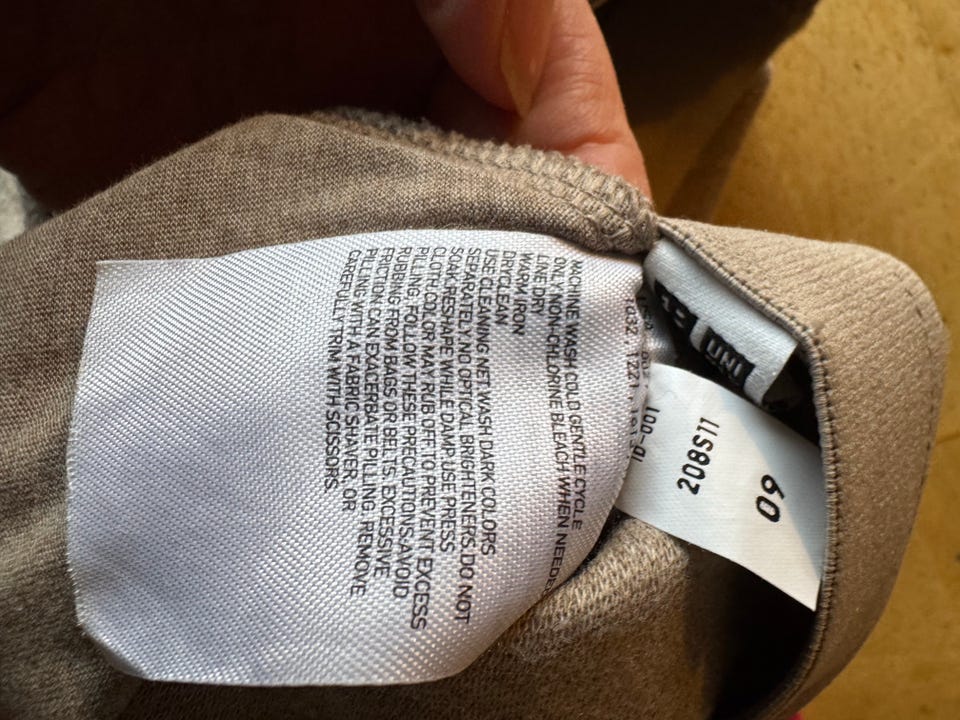 MACHINE WASH COLD GENTLE CYCLE
ONLY NON-CHLORINE BLEACH WHEN
LINE DRY
WARM IRON
DRYCLEAN
USE CLEANING NET. WASH DARK COLORS
SEPARATELY. NO OPTICAL BRIGHTENERS. DO NOT
SOAK. RESHAPE WHILE DAMP. USE PRESS
CLOTH. COLOR MAY RUB OFF. TO PREVENT EXCESS
PILLING, FOLLOW THESE PRECAUTIONS. AVOID
RUBBING FROM BAGS OR BELTS. EXCESSIVE
FRICTION CAN EXACERBATE PILLING. REMOVE
PILLING WITH A FABRIC SHAVER, OR
CAREFULLY TRIM WITH SCISSORS.
208S11
09
UNI